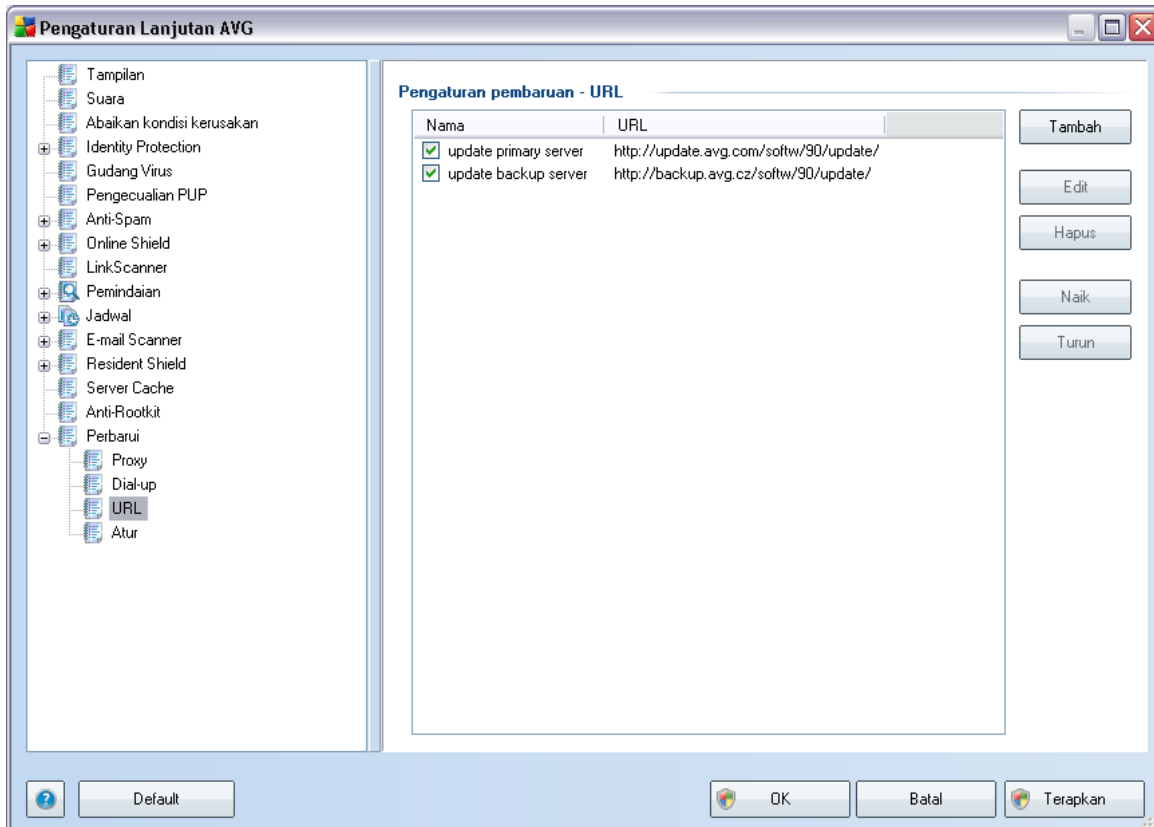 Pengaturan Lanjutan AVG
Tampilan
Suara
Abaikan kondisi kerusakan
Identity Protection
Gudang Virus
Pengecualian PUP
Anti-Spam
Online Shield
LinkScanner
Pemindaian
Jadwal
E-mail Scanner
Resident Shield
Server Cache
Anti-Rootkit
Perbarui
Proxy
Dial-up
URL
Atur
Pengaturan pembaruan - URL
Nama URL
update primary server http://update.avg.com/softw/90/update/
update backup server http://backup.avg.cz/softw/90/update/
Tambah
Edit
Hapus
Naik
Turun
Default
OK
Batal
Terapkan